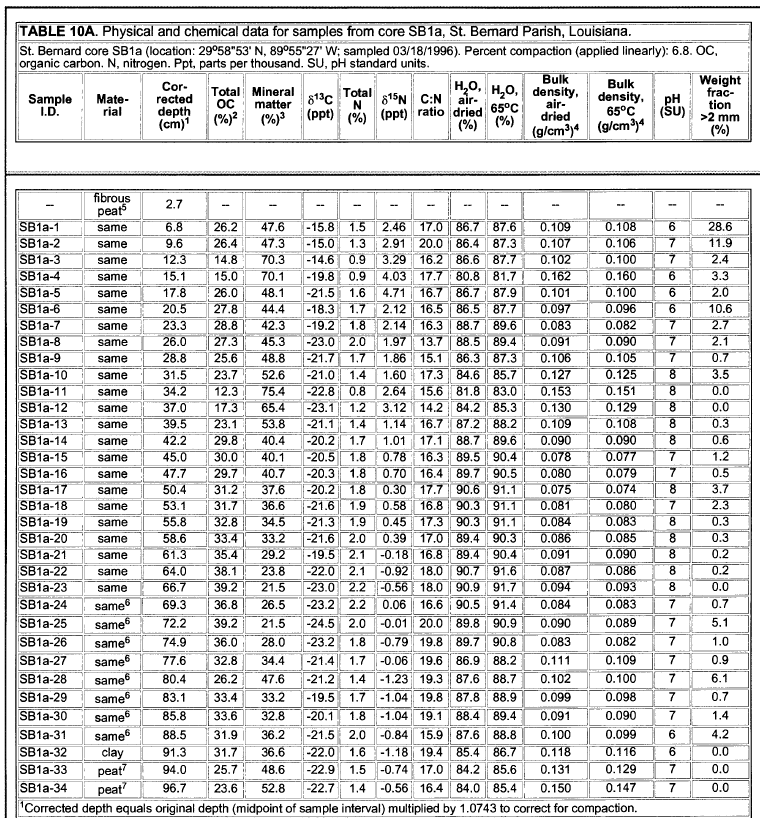 TABLE 10A. Physical and chemical data for samples from core SB1a, St. Bernard Parish, Louisiana.
St. Bernard core SB1a (location: 29º58"53' N, 89º55"27' W; sampled 03/18/1996). Percent compaction (applied linearly): 6.8. OC,
organic carbon. N, nitrogen. Ppt, parts per thousand. SU, pH standard units.
Sample I.D. Mate-rial Cor-rected depth (cm)1 Total OC (%)2 Mineral matter (%)3 δ13C (ppt) Total N (%) δ15N (ppt) C:N ratio H2O, air-dried (%) H2O, 65ºC (%) Bulk density, air-dried (g/cm3)4 Bulk density, 65ºC (g/cm3)4 pH (SU) Weight frac-tion >2 mm (%)
-- fibrous peat5 2.7 -- -- -- -- -- -- -- -- -- -- -- --
SB1a-1 same 6.8 26.2 47.6 -15.8 1.5 2.46 17.0 86.7 87.6 0.109 0.108 6 28.6
SB1a-2 same 9.6 26.4 47.3 -15.0 1.3 2.91 20.0 86.4 87.3 0.107 0.106 7 11.9
SB1a-3 same 12.3 14.8 70.3 -14.6 0.9 3.29 16.2 86.6 87.7 0.102 0.100 7 2.4
SB1a-4 same 15.1 15.0 70.1 -19.8 0.9 4.03 17.7 80.8 81.7 0.162 0.160 6 3.3
SB1a-5 same 17.8 26.0 48.1 -21.5 1.6 4.71 16.7 86.7 87.9 0.101 0.100 6 2.0
SB1a-6 same 20.5 27.8 44.4 -18.3 1.7 2.12 16.5 86.5 87.7 0.097 0.096 6 10.6
SB1a-7 same 23.3 28.8 42.3 -19.2 1.8 2.14 16.3 88.7 89.6 0.083 0.082 7 2.7
SB1a-8 same 26.0 27.3 45.3 -23.0 2.0 1.97 13.7 88.5 89.4 0.091 0.090 7 2.1
SB1a-9 same 28.8 25.6 48.8 -21.7 1.7 1.86 15.1 86.3 87.3 0.106 0.105 7 0.7
SB1a-10 same 31.5 23.7 52.6 -21.0 1.4 1.60 17.3 84.6 85.7 0.127 0.125 8 3.5
SB1a-11 same 34.2 12.3 75.4 -22.8 0.8 2.64 15.6 81.8 83.0 0.153 0.151 8 0.0
SB1a-12 same 37.0 17.3 65.4 -23.1 1.2 3.12 14.2 84.2 85.3 0.130 0.129 8 0.0
SB1a-13 same 39.5 23.1 53.8 -21.1 1.4 1.14 16.7 87.2 88.2 0.109 0.108 8 0.3
SB1a-14 same 42.2 29.8 40.4 -20.2 1.7 1.01 17.1 88.7 89.6 0.090 0.090 8 0.6
SB1a-15 same 45.0 30.0 40.1 -20.5 1.8 0.78 16.3 89.5 90.4 0.078 0.077 7 1.2
SB1a-16 same 47.7 29.7 40.7 -20.3 1.8 0.70 16.4 89.7 90.5 0.080 0.079 7 0.5
SB1a-17 same 50.4 31.2 37.6 -20.2 1.8 0.30 17.7 90.6 91.1 0.075 0.074 8 3.7
SB1a-18 same 53.1 31.7 36.6 -21.6 1.9 0.58 16.8 90.3 91.1 0.081 0.080 7 2.3
SB1a-19 same 55.8 32.8 34.5 -21.3 1.9 0.45 17.3 90.3 91.1 0.084 0.083 8 0.3
SB1a-20 same 58.6 33.4 33.2 -21.6 2.0 0.39 17.0 89.4 90.3 0.086 0.085 8 0.3
SB1a-21 same 61.3 35.4 29.2 -19.5 2.1 -0.18 16.8 89.4 90.4 0.091 0.090 8 0.2
SB1a-22 same 64.0 38.1 23.8 -22.0 2.1 -0.92 18.0 90.7 91.6 0.087 0.086 8 0.2
SB1a-23 same 66.7 39.2 21.5 -23.0 2.2 -0.56 18.0 90.9 91.7 0.094 0.093 8 0.0
SB1a-24 same6 69.3 36.8 26.5 -23.2 2.2 0.06 16.6 90.5 91.4 0.084 0.083 7 0.7
SB1a-25 same6 72.2 39.2 21.5 -24.5 2.0 -0.01 20.0 89.8 90.9 0.090 0.089 7 5.1
SB1a-26 same6 74.9 36.0 28.0 -23.2 1.8 -0.79 19.8 89.7 90.8 0.083 0.082 7 1.0
SB1a-27 same6 77.6 32.8 34.4 -21.4 1.7 -0.06 19.6 86.9 88.2 0.111 0.109 7 0.9
SB1a-28 same6 80.4 26.2 47.6 -21.2 1.4 -1.23 19.3 87.6 88.7 0.102 0.100 7 6.1
SB1a-29 same6 83.1 33.4 33.2 -19.5 1.7 -1.04 19.8 87.8 88.9 0.099 0.098 7 0.7
SB1a-30 same6 85.8 33.6 32.8 -20.1 1.8 -1.04 19.1 88.4 89.4 0.091 0.090 7 1.4
SB1a-31 same6 88.5 31.9 36.2 -21.5 2.0 -0.84 15.9 87.6 88.8 0.100 0.099 6 4.2
SB1a-32 clay 91.3 31.7 36.6 -22.0 1.6 -1.18 19.4 85.4 86.7 0.118 0.116 6 0.0
SB1a-33 peat7 94.0 25.7 48.6 -22.9 1.5 -0.74 17.0 84.2 85.6 0.131 0.129 7 0.0
SB1a-34 peat7 96.7 23.6 52.8 -22.7 1.4 -0.56 16.4 84.0 85.4 0.150 0.147 7 0.0
1Corrected depth equals original depth (midpoint of sample interval) multiplied by 1.0743 to correct for compaction.